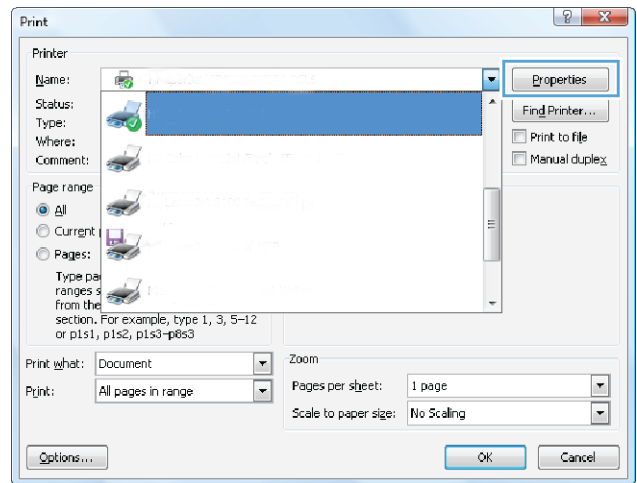 Print
Printer
Name:
Properties
Status:
Find Printer...
Type:
Print to file
Where:
Manual duplex
Comment:
Page range
All
Current
Pages:
Type
ranges
from the
section. For example, type 1, 3, 5–12
or p1s1, p1s2, p1s3–p8s3
Print what: Document
Zoom
Pages per sheet: 1 page
Print: All pages in range
Scale to paper size: No Scaling
Options...
OK
Cancel